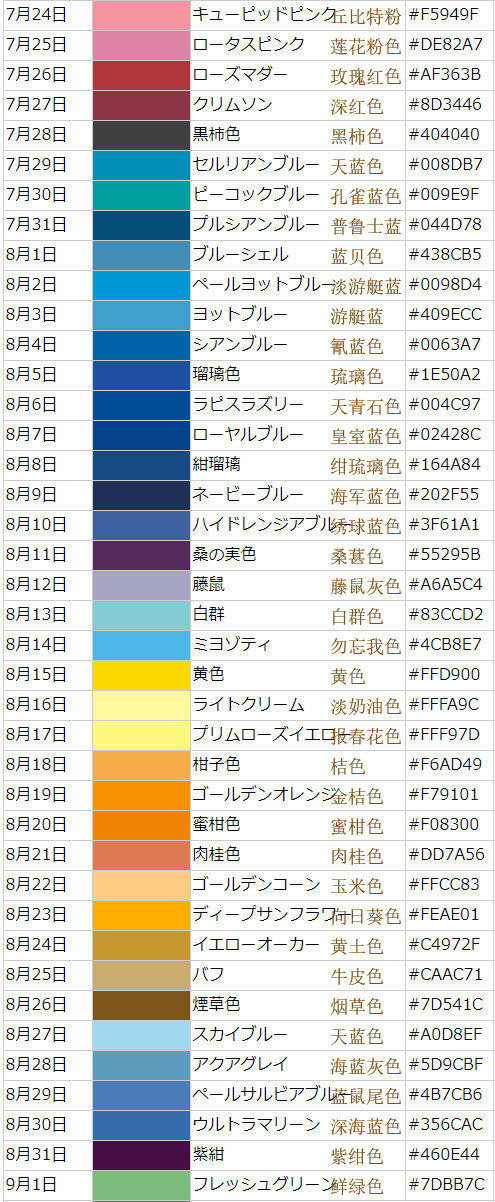 7月24日 キューピッドピンク 丘比特粉 #F5949F
7月25日 ロータスピンク 莲花粉色 #DE82A7
7月26日 ローズマダー 玫瑰红色 #AF363B
7月27日 クリムソン 深红色 #8D3446
7月28日 黒柿色 黑柿色 #404040
7月29日 セルリアンブルー 天蓝色 #008DB7
7月30日 ピーコックブルー 孔雀蓝色 #009E9F
7月31日 プルシアンブルー 普鲁士蓝 #044D78
8月1日 ブルーシェル 蓝贝色 #438CB5
8月2日 ペールヨットブルー 淡游艇蓝 #0098D4
8月3日 ヨットブルー 游艇蓝 #409ECC
8月4日 シアンブルー 氰蓝色 #0063A7
8月5日 瑠璃色 琉璃色 #1E50A2
8月6日 ラピスラズリー 天青石色 #004C97
8月7日 ローヤルブルー 皇室蓝色 #02428C
8月8日 紺瑠璃 绀琉璃色 #164A84
8月9日 ネービーブルー 海军蓝色 #202F55
8月10日 ハイドレンジアブルー 绣球蓝色 #3F61A1
8月11日 桑の実色 桑葚色 #55295B
8月12日 藤鼠 藤鼠灰色 #A6A5C4
8月13日 白群 白群色 #83CCD2
8月14日 ミヨゾティ 勿忘我色 #4CB8E7
8月15日 黄色 黄色 #FFD900
8月16日 ライトクリーム 淡奶油色 #FFFA9C
8月17日 プリムローズイエロー 报春花色 #FFF97D
8月18日 柑子色 桔色 #F6AD49
8月19日 ゴールデンオレンジ 金桔色 #F79101
8月20日 蜜柑色 蜜柑色 #F08300
8月21日 肉桂色 肉桂色 #DD7A56
8月22日 ゴールデンコーン 玉米色 #FFCC83
8月23日 ディープサンフラワー 向日葵色 #FEAE01
8月24日 イエローオーカー 黄土色 #C4972F
8月25日 バフ 牛皮色 #CAAC71
8月26日 煙草色 烟草色 #7D541C
8月27日 スカイブルー 天蓝色 #A0D8EF
8月28日 アクアグレイ 海蓝灰色 #5D9CBF
8月29日 ペールサルビアブルー 蓝鼠尾色 #4B7CB6
8月30日 ウルトラマリーン 深海蓝色 #356CAC
8月31日 紫紺 紫绀色 #460E44
9月1日 フレッシュグリーン 鲜绿色 #7DBB7C